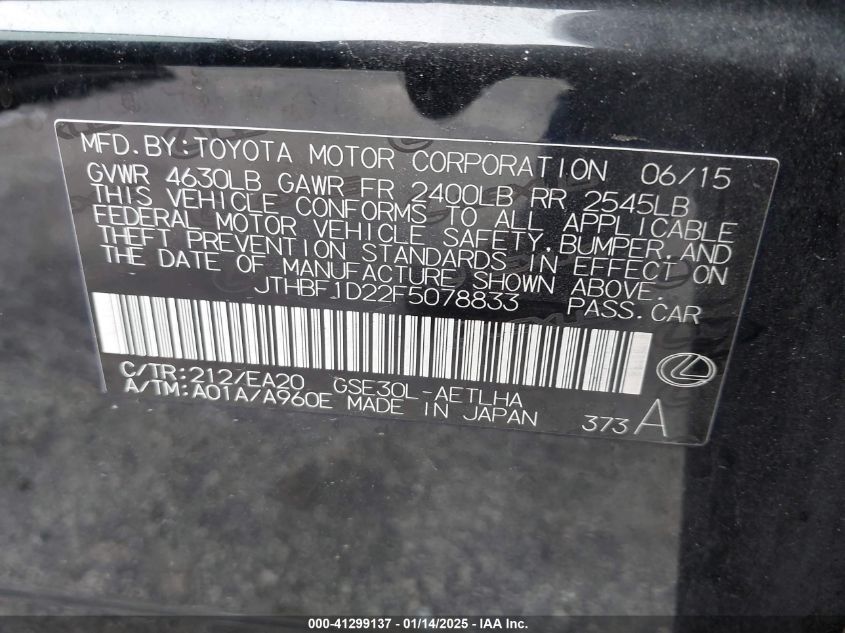 MFD.BY:TOYOTA MOTOR CORPORATION 06/15
GVWR 4630LB GAWR FR 2400LB RR 2545LB
THIS VEHICLE CONFORMS TO ALL APPLICABLE
FEDERAL MOTOR VEHICLE SAFETY,BUMPER,AND
THEFT PREVENTION STANDARDS IN EFFECT ON
THE DATE OF MANUFACTURE SHOWN ABOVE.
JTHBF1D22F5078833 PASS.CAR
C/TR:212/EA20 GSE30L-AETLHA
A/TM:A01A/A960E MADE IN JAPAN 373 A
000-41299137 - 01/14/2025 - IAA Inc.